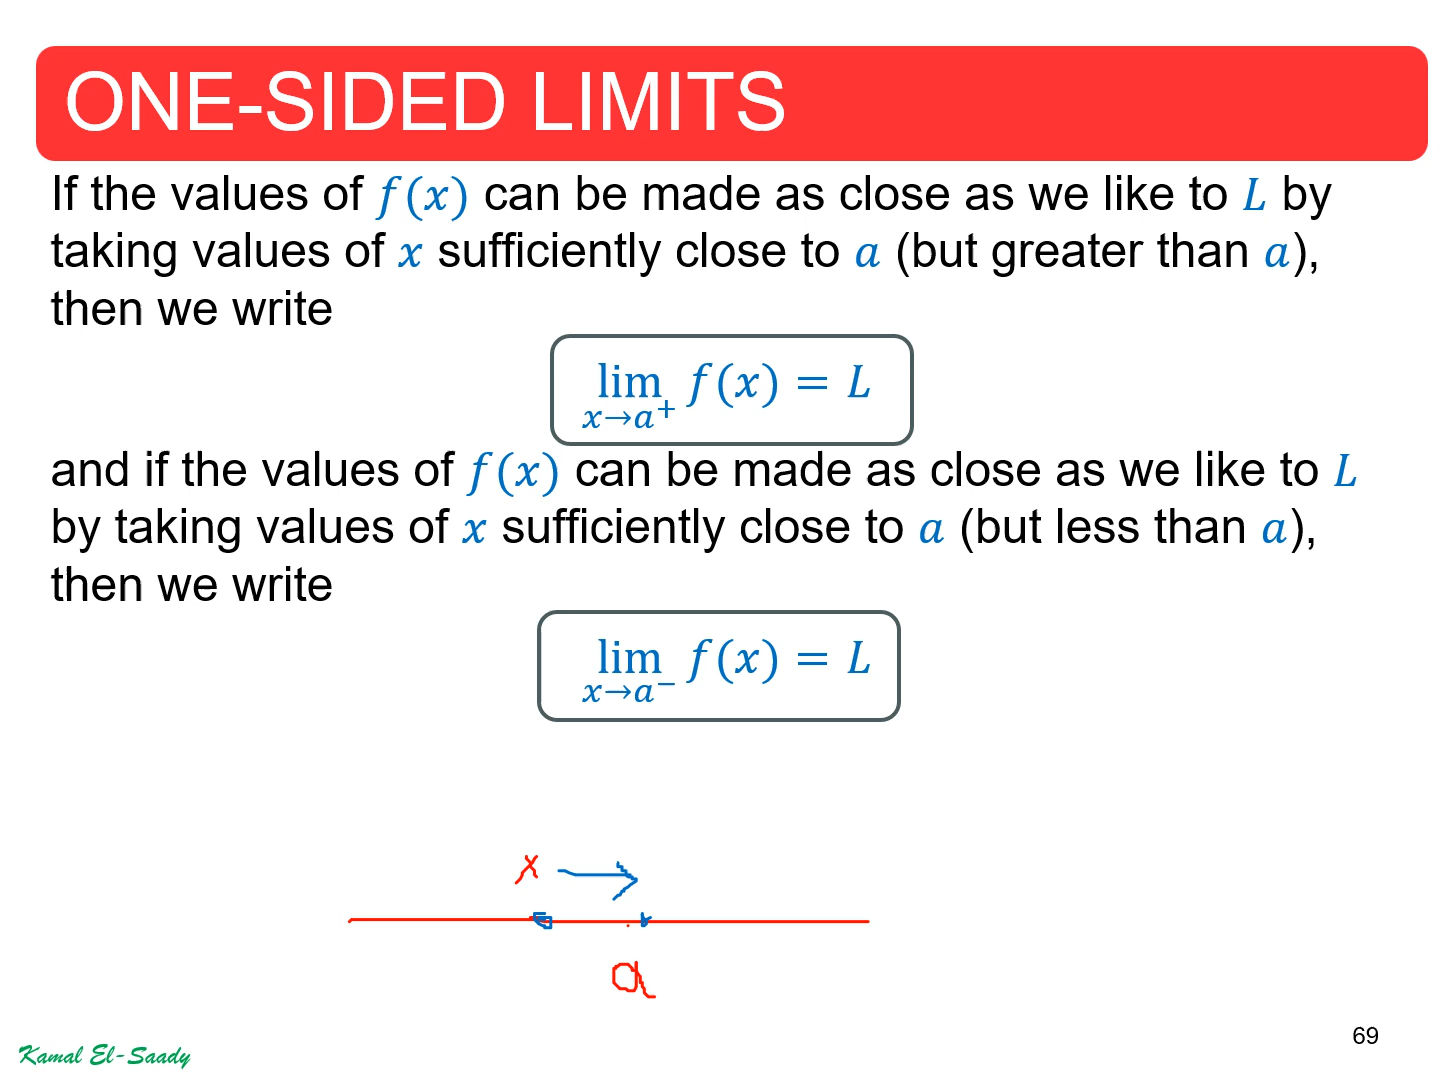 ONE-SIDED LIMITS
If the values of f(x) can be made as close as we like to L by
taking values of x sufficiently close to a (but greater than a),
then we write
lim x→a⁺ f(x) = L
and if the values of f(x) can be made as close as we like to L
by taking values of x sufficiently close to a (but less than a),
then we write
lim x→a⁻ f(x) = L
x
a
69
Kamal El-Saady